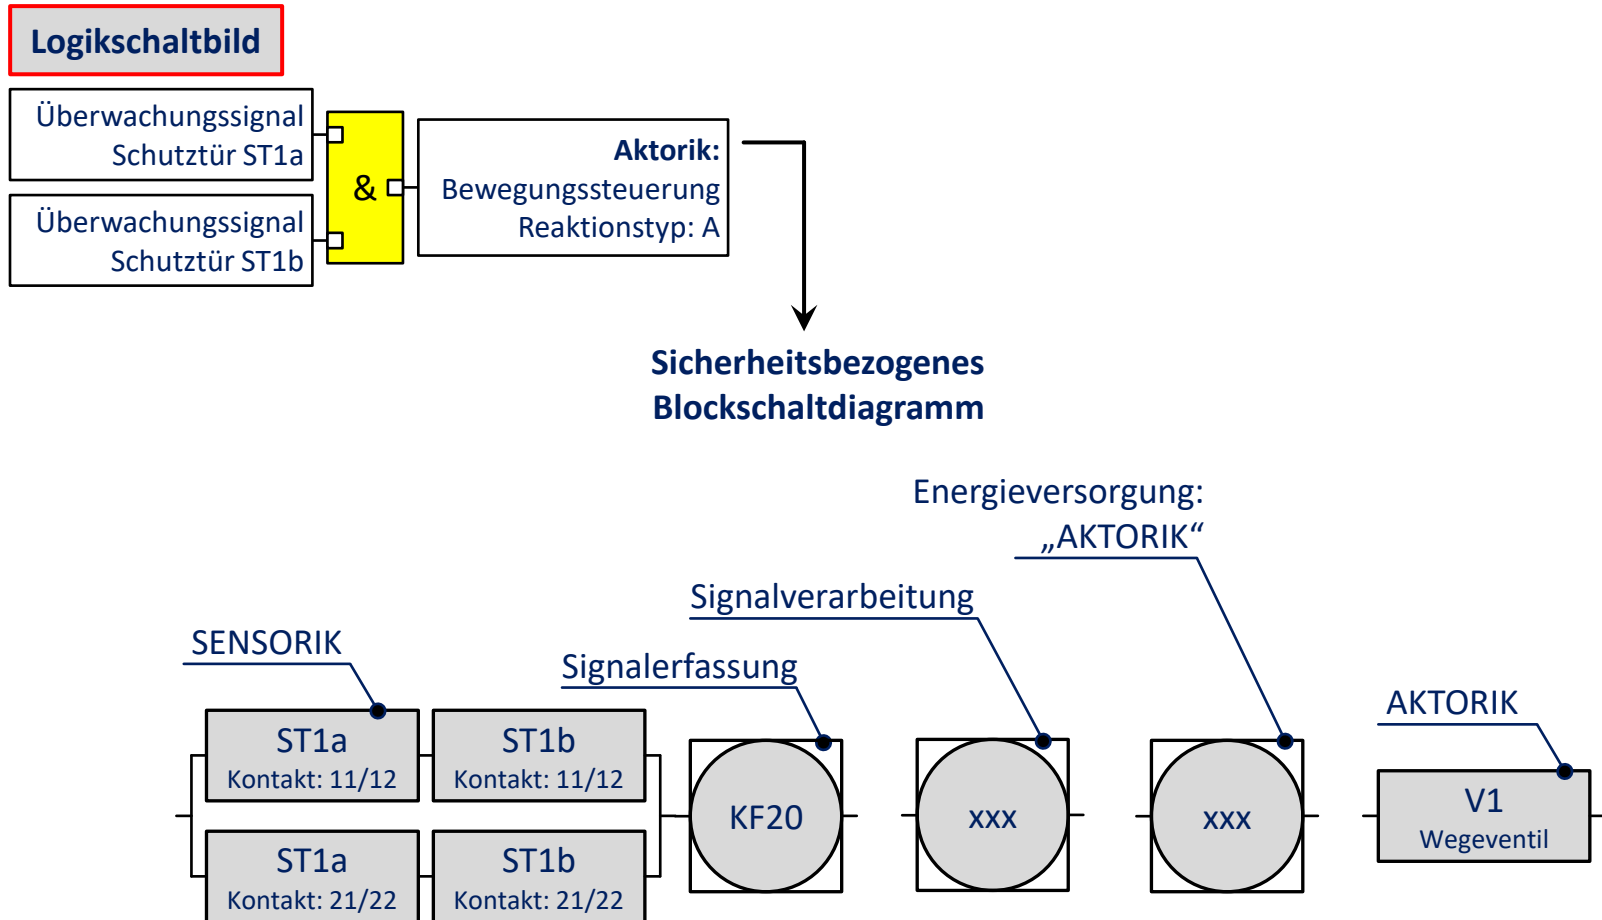 Logikschaltbild
Überwachungssignal
Schutztür ST1a
Überwachungssignal
Schutztür ST1b
&
Aktorik:
Bewegungssteuerung
Reaktionstyp: A
Sicherheitsbezogenes
Blockschaltdiagramm
Energieversorgung:
„AKTORIK“
Signalverarbeitung
SENSORIK
Signalerfassung
AKTORIK
ST1a
Kontakt: 11/12
ST1b
Kontakt: 11/12
KF20
xxx
xxx
V1
Wegeventil
ST1a
Kontakt: 21/22
ST1b
Kontakt: 21/22